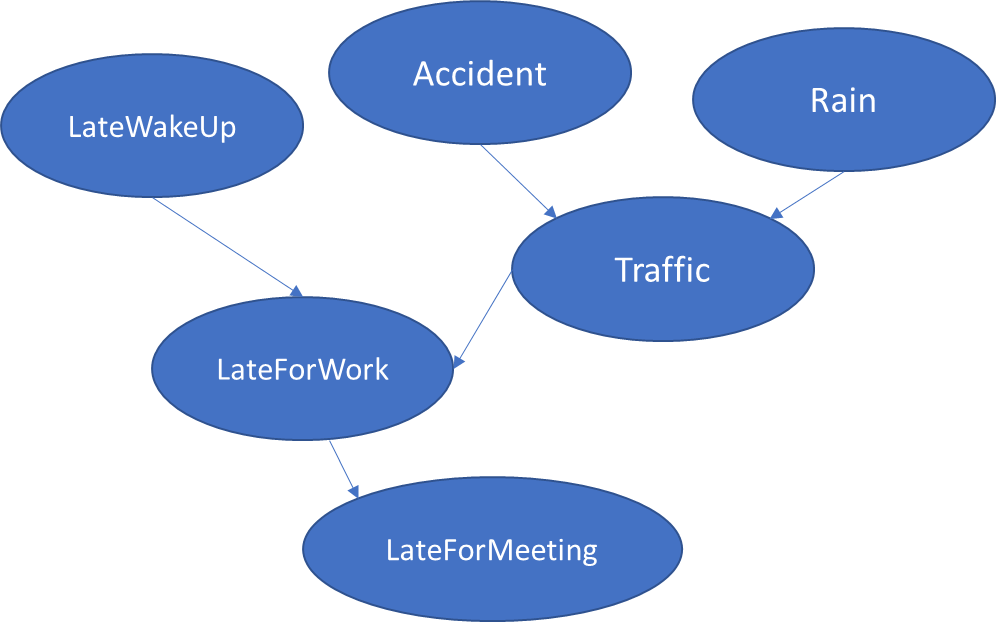 Accident
Rain
LateWakeUp
Traffic
LateForWork
LateForMeeting